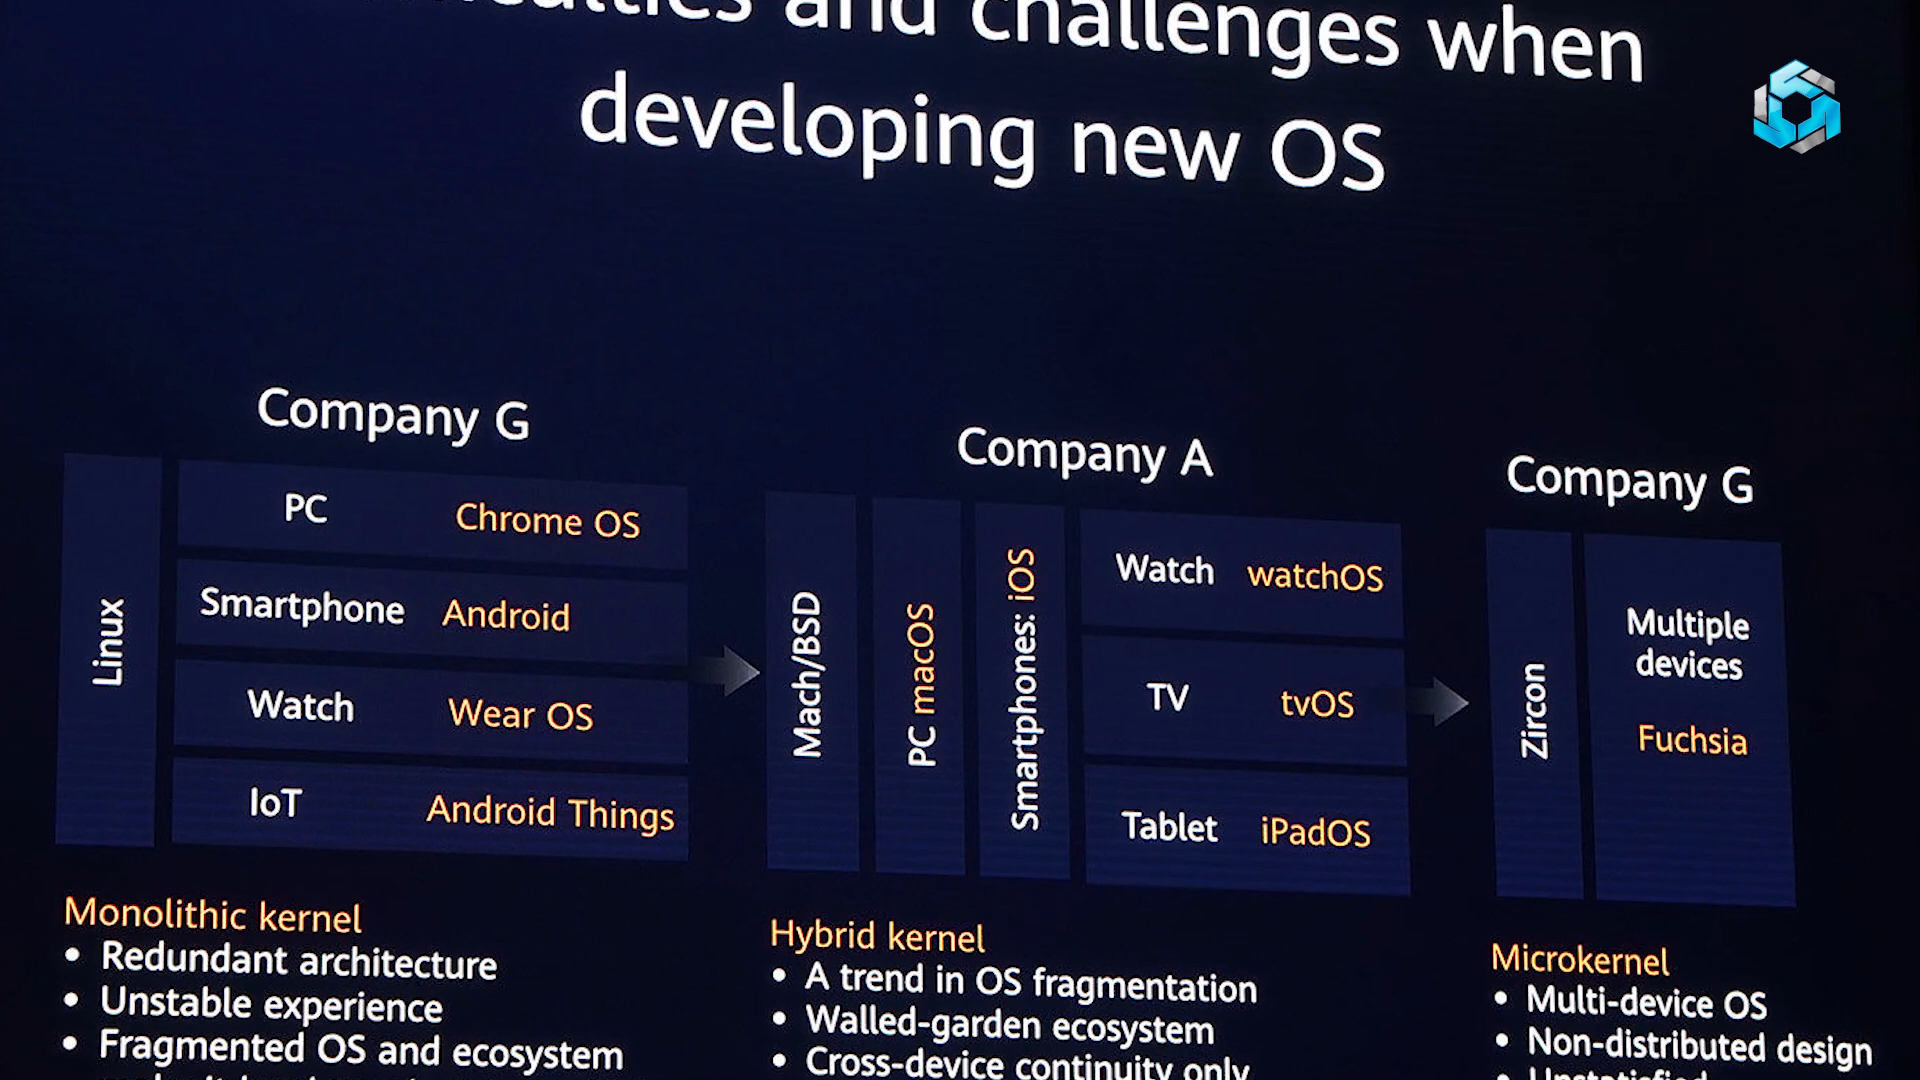 and challenges when
developing new OS
Company G
Linux
PC Chrome OS
Smartphone Android
Watch Wear OS
IoT Android Things
Monolithic kernel
• Redundant architecture
• Unstable experience
• Fragmented OS and ecosystem
Company A
Mach/BSD
PC macOS
Smartphones: iOS
Watch watchOS
TV tvOS
Tablet iPadOS
Hybrid kernel
• A trend in OS fragmentation
• Walled-garden ecosystem
• Cross-device continuity only
Company G
Zircon
Multiple
devices
Fuchsia
Microkernel
• Multi-device OS
• Non-distributed design